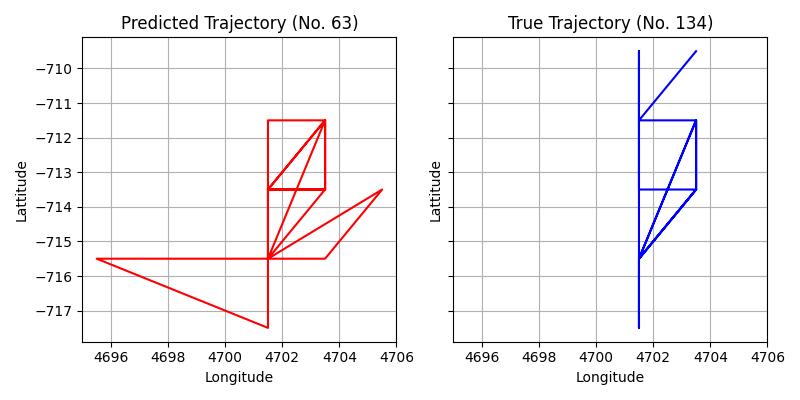 Predicted Trajectory (No. 63)
True Trajectory (No. 134)
−710
−711
−712
−713
−714
−715
−716
−717
Lattitude
Lattitude
4696 4698 4700 4702 4704 4706
4696 4698 4700 4702 4704 4706
Longitude
Longitude